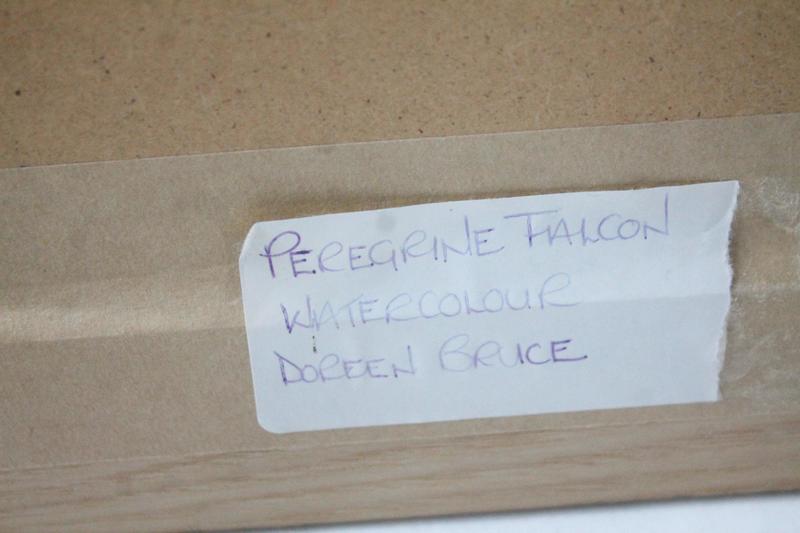 PEREGRINE FALCON
WATERCOLOUR
DOREEN BRUCE